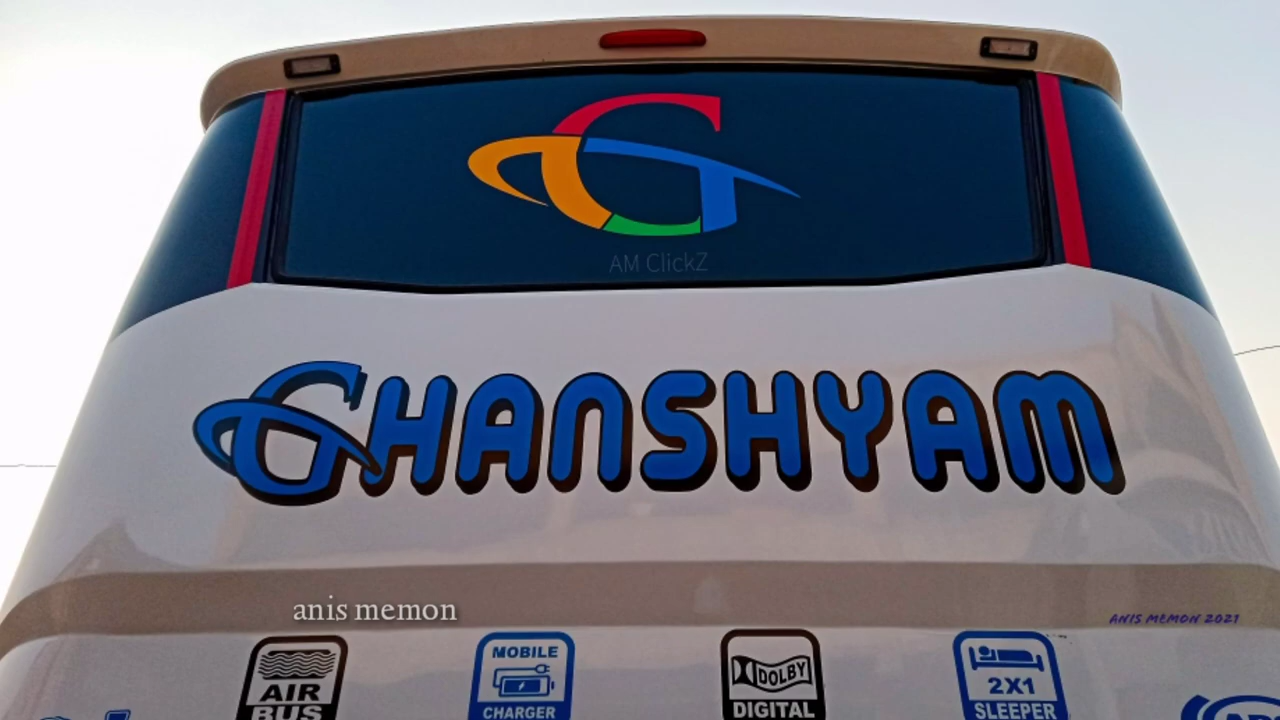 G
AM ClickZ
GHANSHYAM
anis memon
ANIS MEMON 2021
AIR BUS
MOBILE CHARGER
DOLBY DIGITAL
2X1 SLEEPER